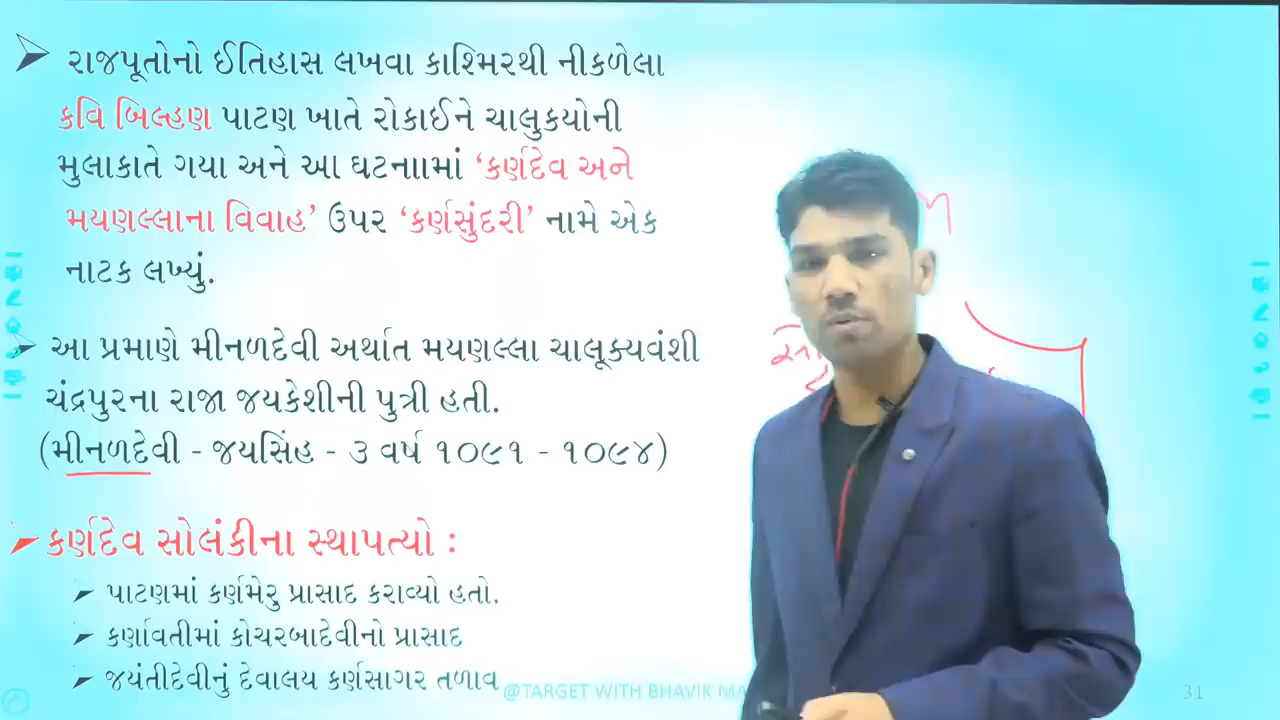 રાજપૂતોનો ઈતિહાસ લખવા કાશ્મિરથી નીકળેલા
કવિ બિલ્હણ પાટણ ખાતે રોકાઈને ચાલુકયોની
મુલાકાતે ગયા અને આ ઘટનાામાં ‘કર્ણદેવ અને
મયણલ્લાના વિવાહ’ ઉપર ‘કર્ણસુંદરી’ નામે એક
નાટક લખ્યું.
આ પ્રમાણે મીનળદેવી અર્થાત મયણલ્લા ચાલૂક્યવંશી
ચંદ્રપુરના રાજા જયકેશીની પુત્રી હતી.
(મીનળદેવી - જયસિંહ - ૩ વર્ષ ૧૦૯૧ - ૧૦૯૪)
કર્ણદેવ સોલંકીના સ્થાપત્યો :
પાટણમાં કર્ણમેરુ પ્રાસાદ કરાવ્યો હતો.
કર્ણાવતીમાં કોચરબાદેવીનો પ્રાસાદ
જયંતીદેવીનું દેવાલય કર્ણસાગર તળાવ
@TARGET WITH BHAVIK
31